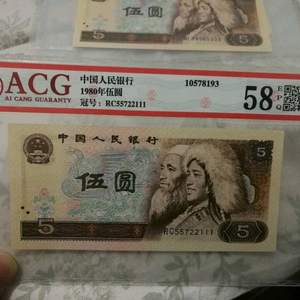 伍圆
ACG
AI CANG GUARANTY
中国人民银行
1980年伍圆
冠号：RC55722111
10578193
58
EPQ
中国人民银行
伍圆
5
RC55722111
5
5